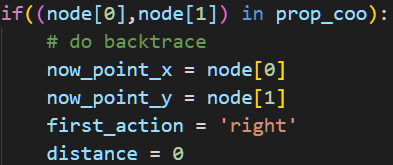 if((node[0],node[1]) in prop_coo):
    # do backtrace
    now_point_x = node[0]
    now_point_y = node[1]
    first_action = 'right'
    distance = 0